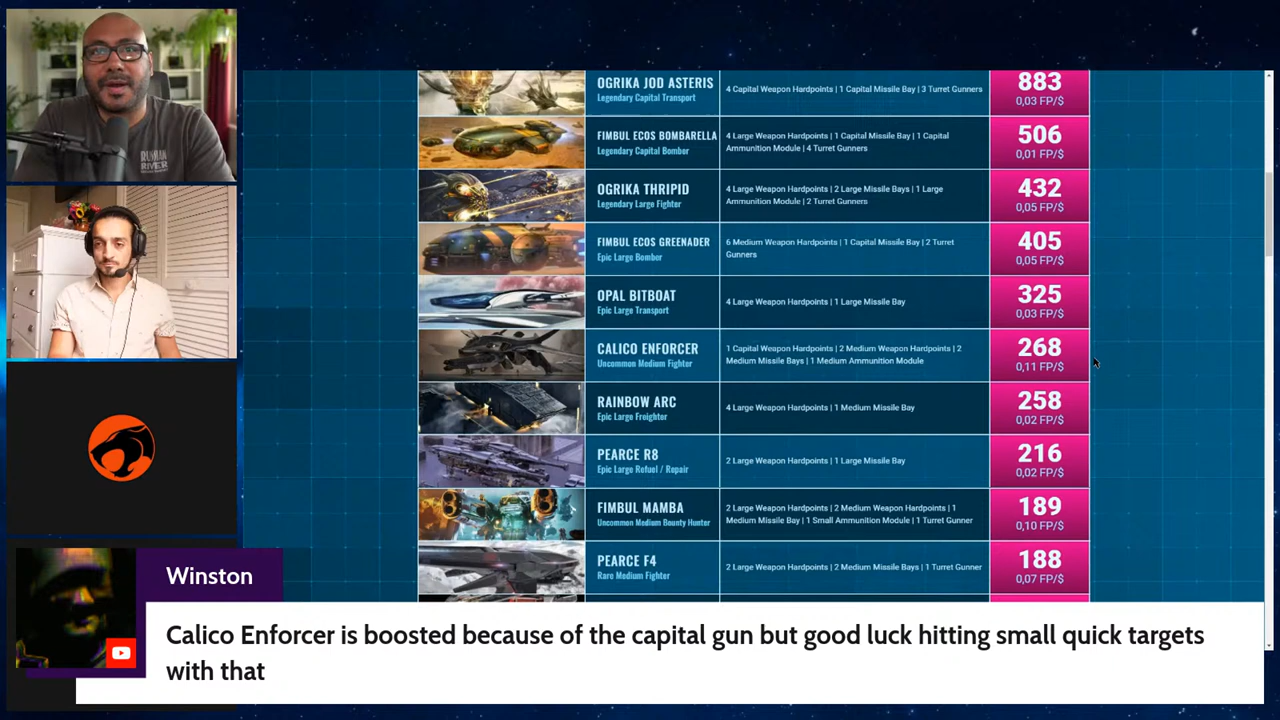 RUMAN
RIVER
OGRIKA JOD ASTERIS
Legendary Capital Transport
4 Capital Weapon Hardpoints | 1 Capital Missile Bay | 3 Turret Gunners
883
0,03 FP/$
FIMBUL ECOS BOMBARELLA
Legendary Capital Bomber
4 Large Weapon Hardpoints | 1 Capital Missile Bay | 1 Capital
Ammunition Module | 4 Turret Gunners
506
0,01 FP/$
OGRIKA THRIPID
Legendary Large Fighter
4 Large Weapon Hardpoints | 2 Large Missile Bays | 1 Large
Ammunition Module | 2 Turret Gunners
432
0,05 FP/$
FIMBUL ECOS GREENADER
Epic Large Bomber
6 Medium Weapon Hardpoints | 1 Capital Missile Bay | 2 Turret
Gunners
405
0,05 FP/$
OPAL BITBOAT
Epic Large Transport
4 Large Weapon Hardpoints | 1 Large Missile Bay
325
0,03 FP/$
CALICO ENFORCER
Uncommon Medium Fighter
1 Capital Weapon Hardpoints | 2 Medium Weapon Hardpoints | 2
Medium Missile Bays | 1 Medium Ammunition Module
268
0,11 FP/$
RAINBOW ARC
Epic Large Freighter
4 Large Weapon Hardpoints | 1 Medium Missile Bay
258
0,02 FP/$
PEARCE R8
Epic Large Refuel / Repair
2 Large Weapon Hardpoints | 1 Large Missile Bay
216
0,02 FP/$
FIMBUL MAMBA
Uncommon Medium Bounty Hunter
2 Large Weapon Hardpoints | 2 Medium Weapon Hardpoints | 1
Medium Missile Bay | 1 Small Ammunition Module | 1 Turret Gunner
189
0,10 FP/$
PEARCE F4
Rare Medium Fighter
2 Large Weapon Hardpoints | 2 Medium Missile Bays | 1 Turret Gunner
188
0,07 FP/$
Winston
Calico Enforcer is boosted because of the capital gun but good luck hitting small quick targets
with that